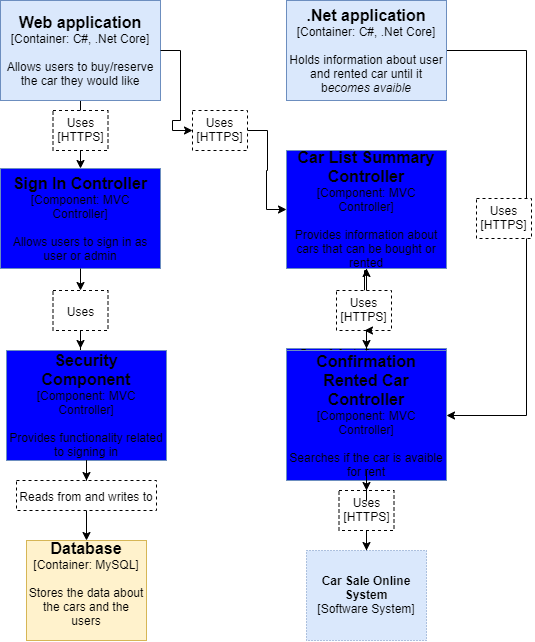 Web application
[Container: C#, .Net Core]
Allows users to buy/reserve
the car they would like
.Net application
[Container: C#, .Net Core]
Holds information about user
and rented car until it
becomes avaible
Uses
[HTTPS]
Uses
[HTTPS]
Sign In Controller
[Component: MVC
Controller]
Allows users to sign in as
user or admin
Car List Summary
Controller
[Component: MVC
Controller]
Provides information about
cars that can be bought or
rented
Uses
[HTTPS]
Uses
Uses
[HTTPS]
Security
Component
[Component: MVC
Controller]
Provides functionality related
to signing in
Confirmation
Rented Car
Controller
[Component: MVC
Controller]
Searches if the car is avaible
for rent
Reads from and writes to
Uses
[HTTPS]
Database
[Container: MySQL]
Stores the data about
the cars and the
users
Car Sale Online
System
[Software System]